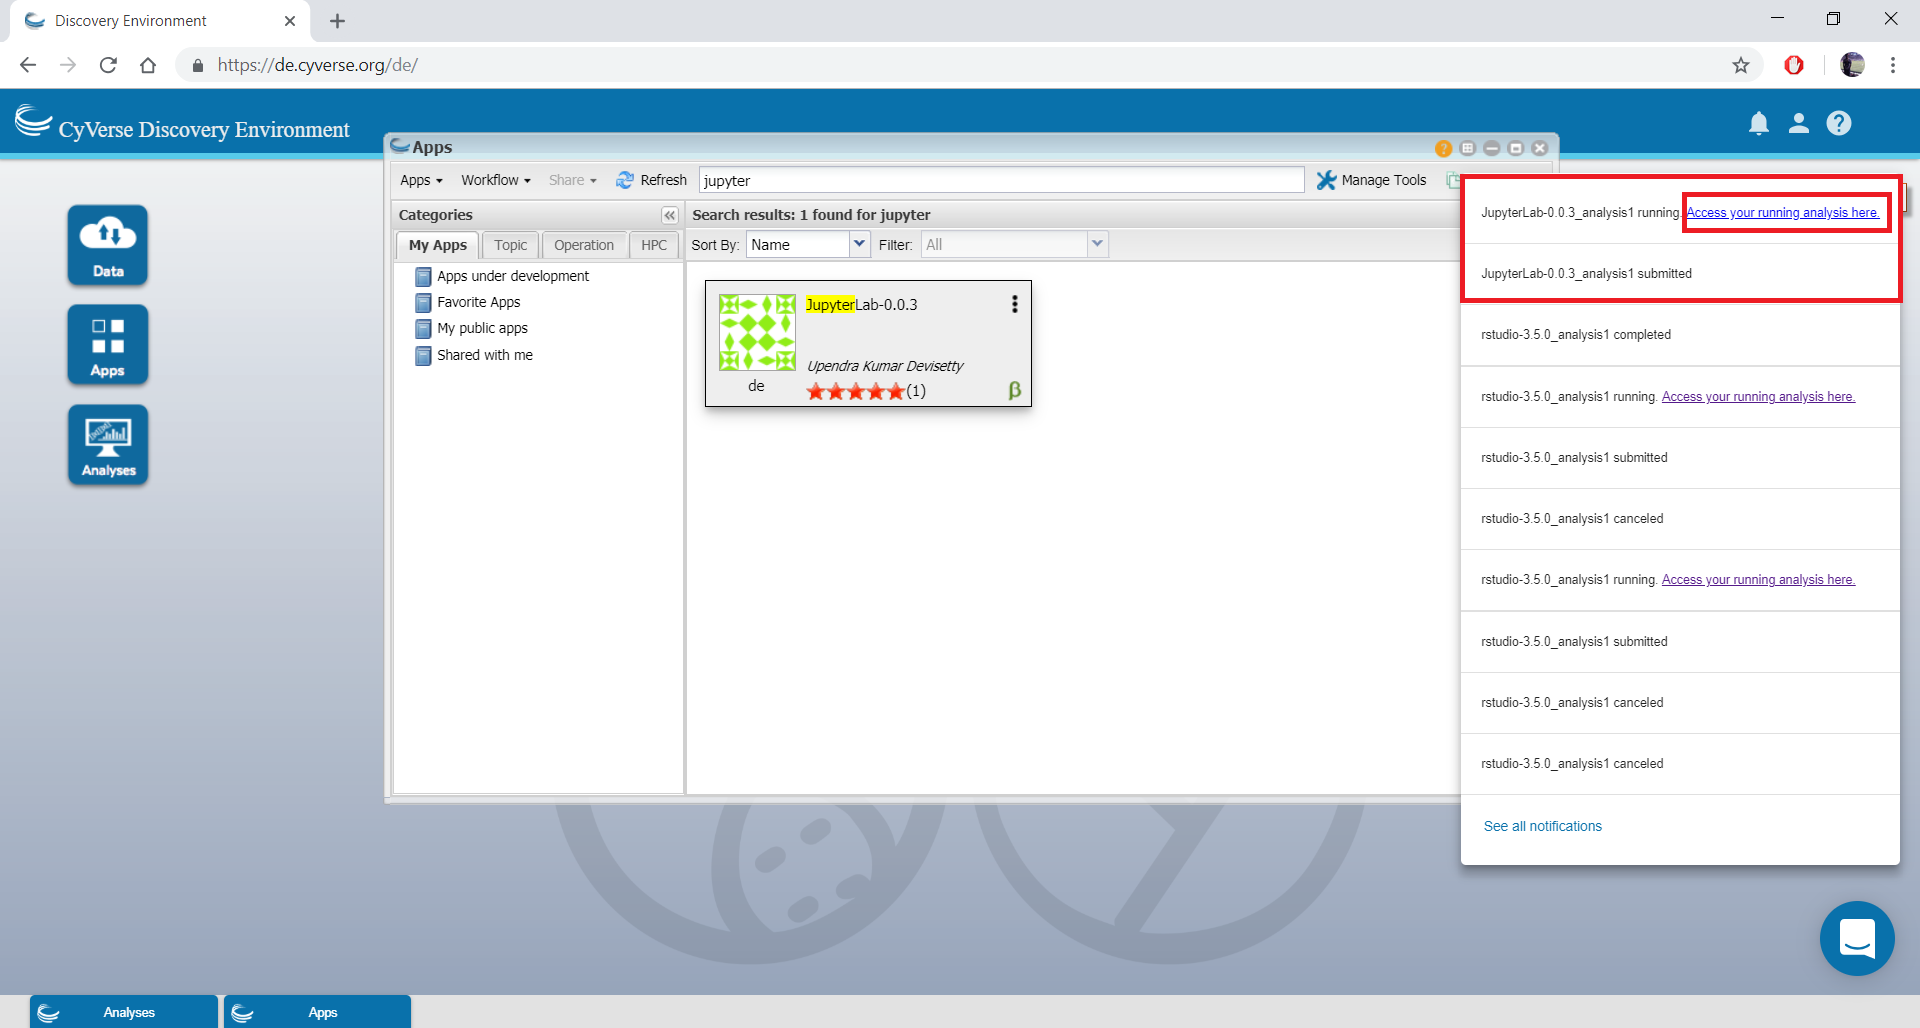 Discovery Environment
https://de.cyverse.org/de/
CyVerse Discovery Environment
Apps
Apps Workflow Share Refresh jupyter Manage Tools
Categories
Search results: 1 found for jupyter
My Apps Topic Operation HPC
Sort By: Name Filter: All
Apps under development
Favorite Apps
My public apps
Shared with me
JupyterLab-0.0.3
Upendra Kumar Devisetty
de
(1)
β
Data
Apps
Analyses
JupyterLab-0.0.3_analysis1 running. Access your running analysis here.
JupyterLab-0.0.3_analysis1 submitted
rstudio-3.5.0_analysis1 completed
rstudio-3.5.0_analysis1 running. Access your running analysis here.
rstudio-3.5.0_analysis1 submitted
rstudio-3.5.0_analysis1 canceled
rstudio-3.5.0_analysis1 running. Access your running analysis here.
rstudio-3.5.0_analysis1 submitted
rstudio-3.5.0_analysis1 canceled
rstudio-3.5.0_analysis1 canceled
See all notifications
Analyses
Apps